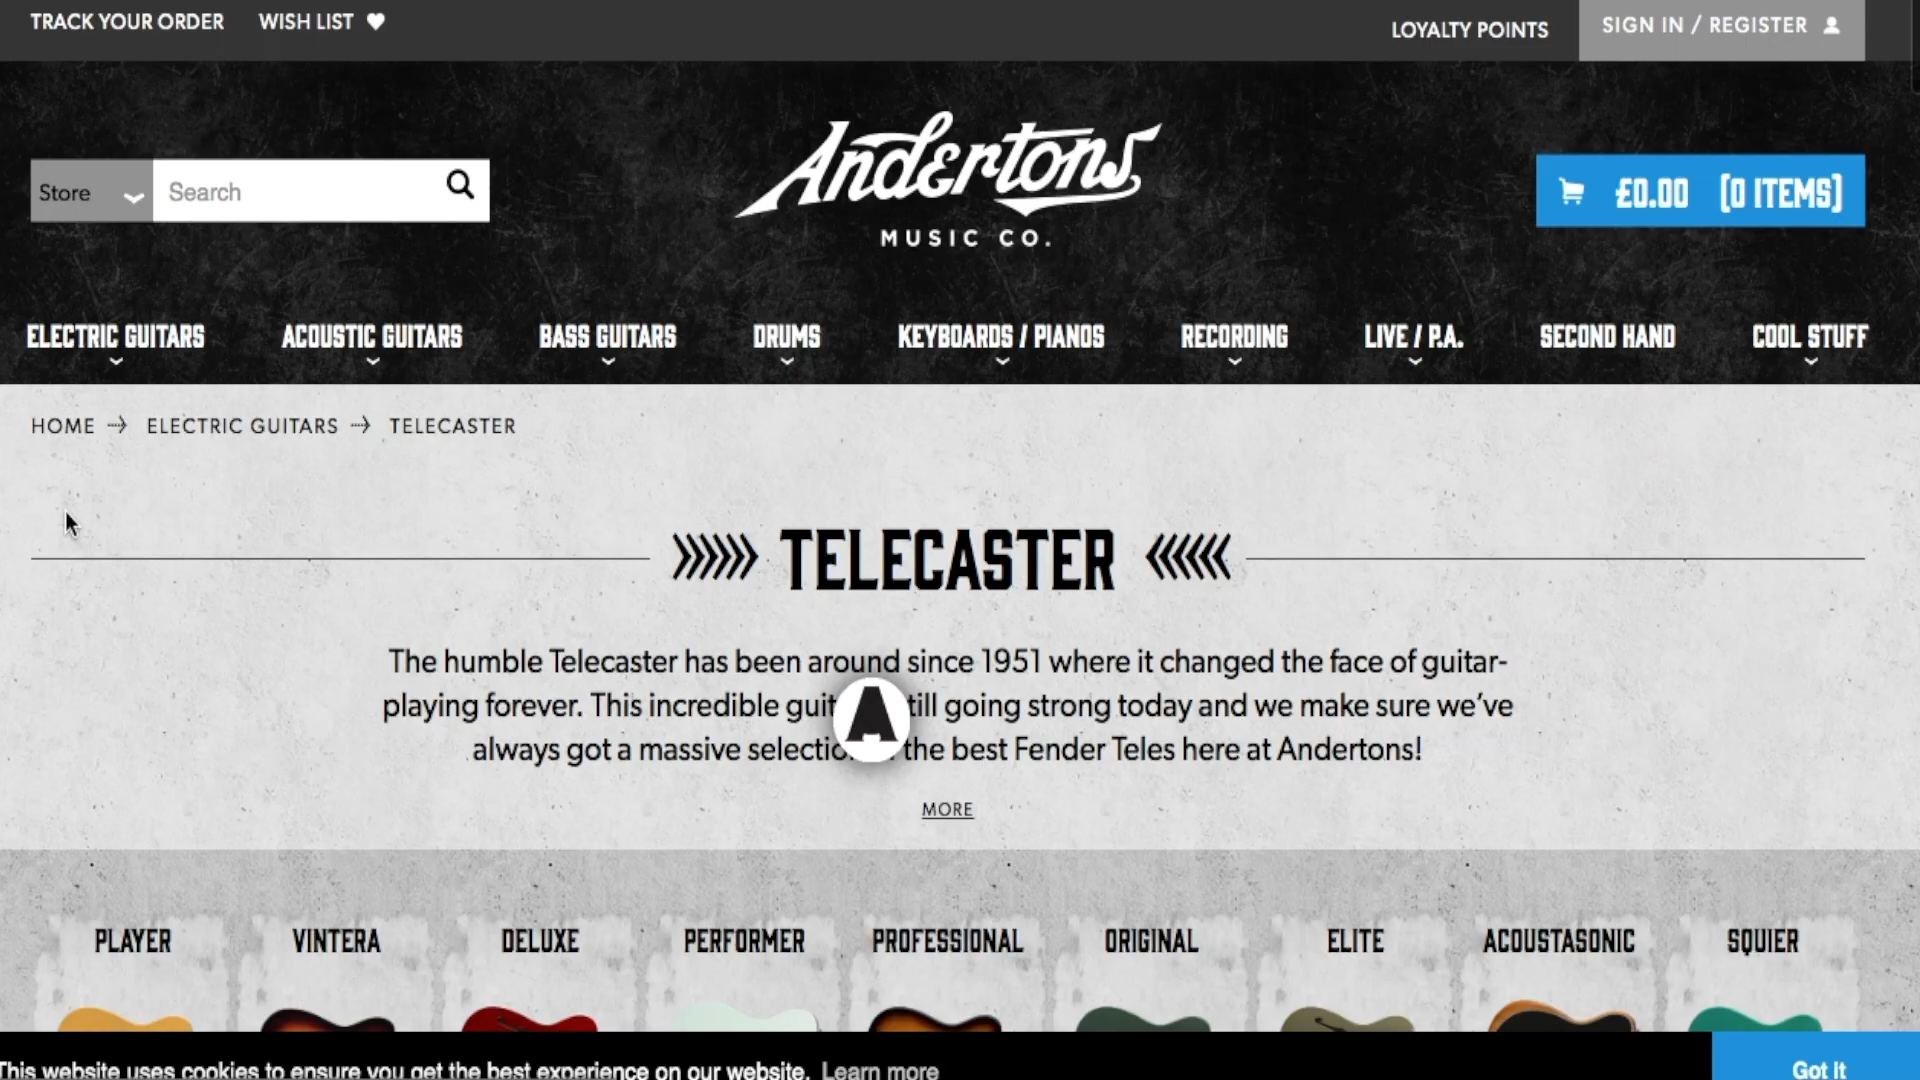 TRACK YOUR ORDER WISH LIST
LOYALTY POINTS
SIGN IN / REGISTER
Store
Search
Andertons
MUSIC CO.
£0.00 [0 ITEMS]
ELECTRIC GUITARS
ACOUSTIC GUITARS
BASS GUITARS
DRUMS
KEYBOARDS / PIANOS
RECORDING
LIVE / P.A.
SECOND HAND
COOL STUFF
HOME ELECTRIC GUITARS TELECASTER
TELECASTER
The humble Telecaster has been around since 1951 where it changed the face of guitar-
playing forever. This incredible going strong today and we make sure we've
always got a massive the best Fender Teles here at Andertons!
A
MORE
PLAYER
VINTERA
DELUXE
PERFORMER
PROFESSIONAL
ORIGINAL
ELITE
ACOUSTASONIC
SQUIER
This website uses cookies to ensure you get the best experience on our website. Learn more
Got it